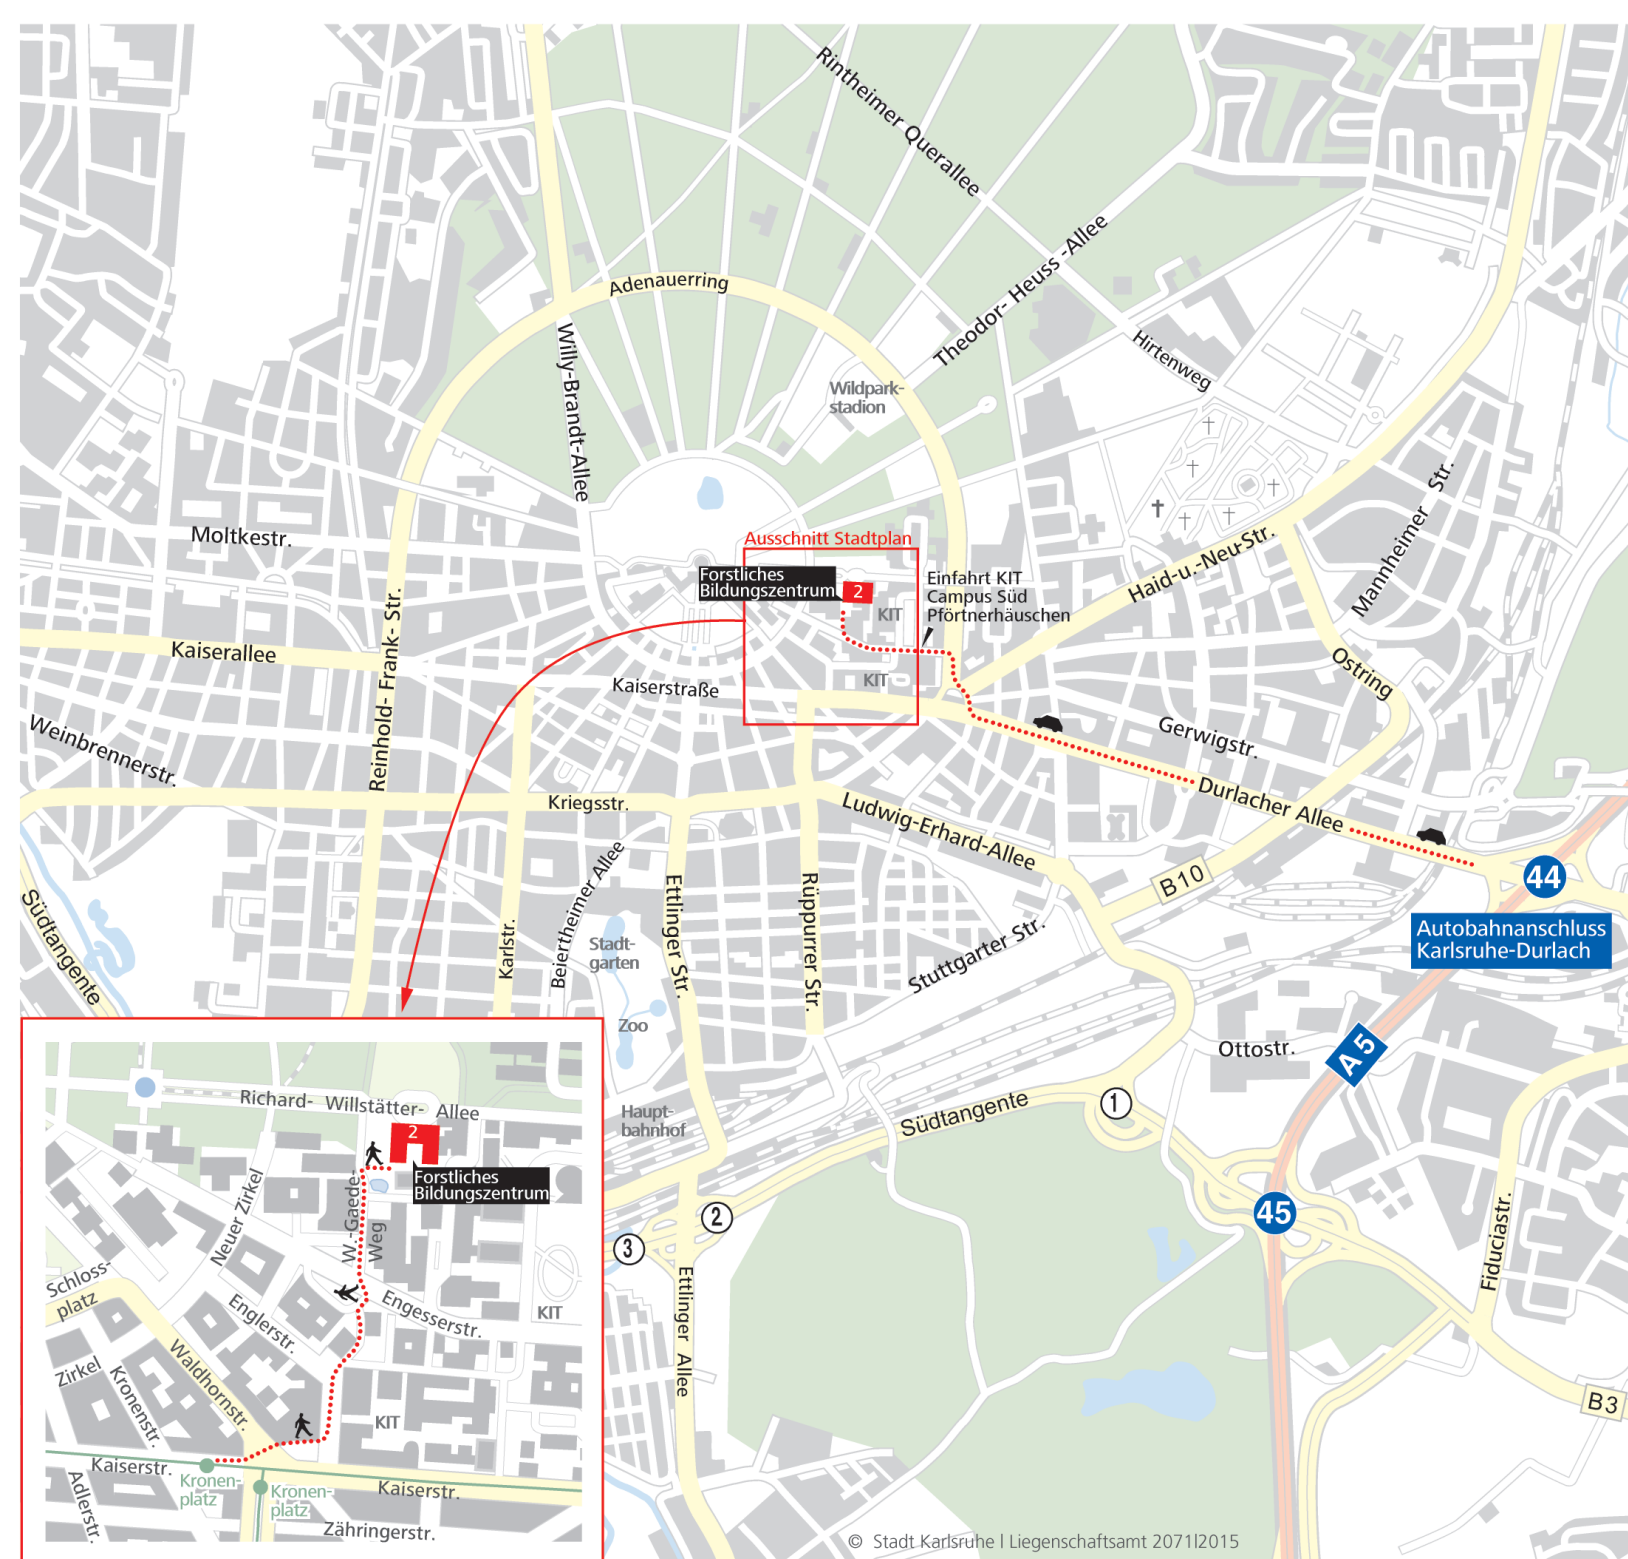 Rintheimer Querallee
Theodor- Heuss -Allee
Adenauerring
Hirtenweg
Willy-Brandt-Allee
Wildpark-
stadion
Mannheimer Str.
Moltkestr.
Ausschnitt Stadtplan
Haid-u.-Neu-Str.
Forstliches
Bildungszentrum
2
Einfahrt KIT
Campus Süd
Pförtnerhäuschen
KIT
KIT
Reinhold- Frank- Str.
Kaiserallee
Kaiserstraße
Ostring
Weinbrennerstr.
Gerwigstr.
Durlacher Allee
Kriegsstr.
Ludwig-Erhard-Allee
B10
44
Autobahnanschluss
Karlsruhe-Durlach
Südtangente
Karlstr.
Beiertheimer Allee
Ettlinger Str.
Rüppurrer Str.
Stadt-
garten
Stuttgarter Str.
Zoo
Ottostr.
A 5
Haupt-
bahnhof
Südtangente
1
2
3
45
Fiduciastr.
Ettlinger Allee
B3
Richard- Willstätter- Allee
2
Forstliches
Bildungszentrum
W.-Gaede-
Weg
Neuer Zirkel
Schloss-
platz
Englerstr.
Engesserstr.
KIT
Zirkel
Kronenstr.
Waldhornstr.
KIT
Kaiserstr.
Kronen-
platz
Kronen-
platz
Kaiserstr.
Adlerstr.
Zähringerstr.
© Stadt Karlsruhe l Liegenschaftsamt 2071l2015